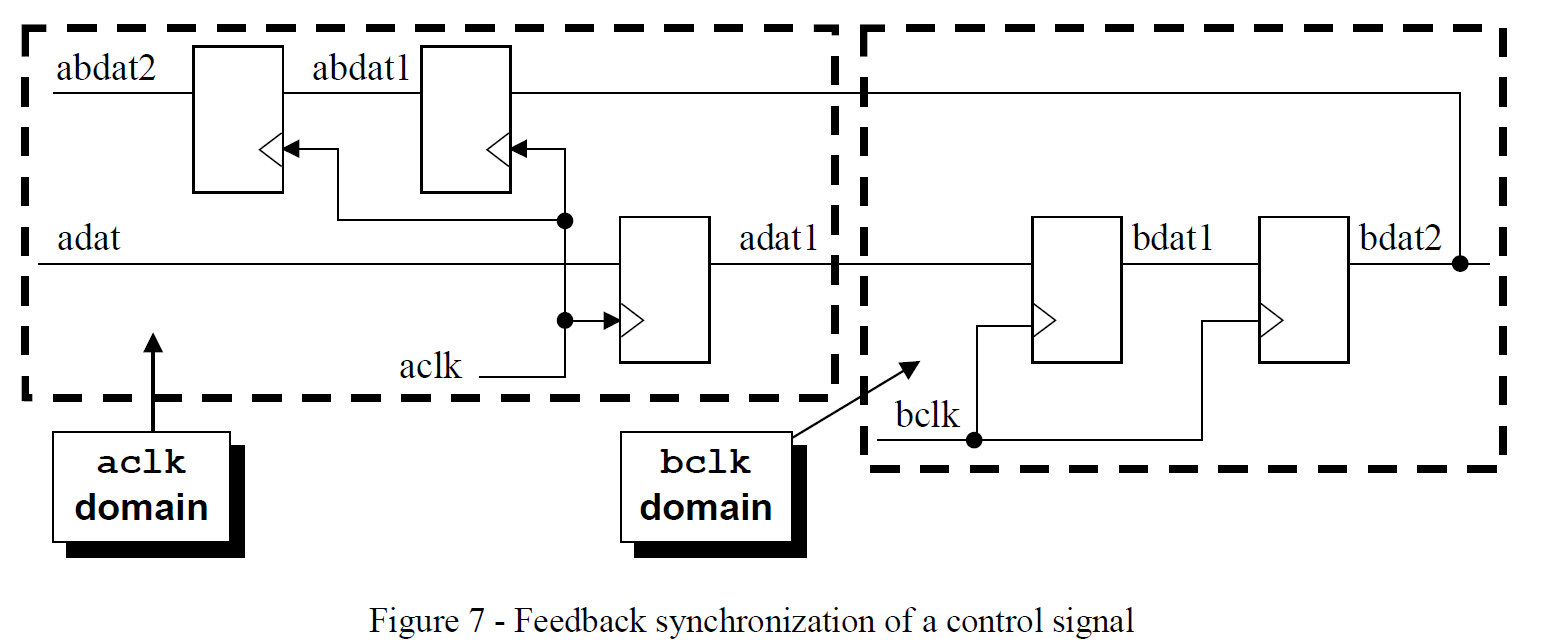 abdat2 abdat1
adat adat1 bdat1 bdat2
aclk
bclk
aclk
domain
bclk
domain
Figure 7 - Feedback synchronization of a control signal